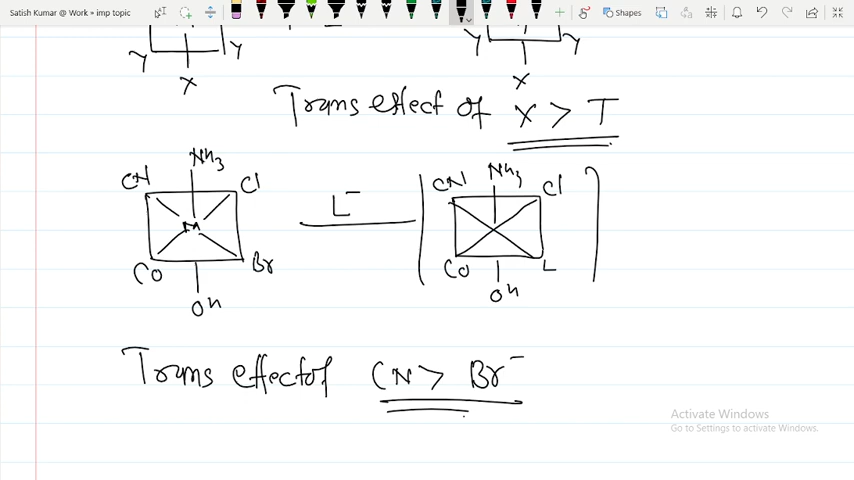 Satish Kumar @ Work » imp topic
Shapes
Y Y X
Y Y X
Trans effect of X > T
NH3
CN Cl
M
Co Br
OH
L-
NH3
CN Cl
Co L
OH
Trans effect of CN > Br-
Activate Windows
Go to Settings to activate Windows.